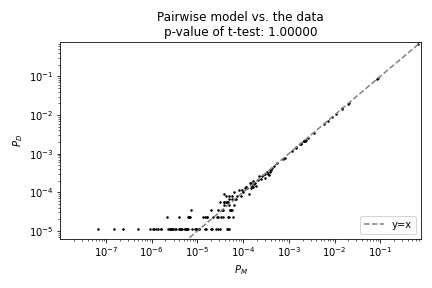 Pairwise model vs. the data
p-value of t-test: 1.00000
10⁻¹
10⁻²
10⁻³
10⁻⁴
10⁻⁵
P_D
y=x
10⁻⁷ 10⁻⁶ 10⁻⁵ 10⁻⁴ 10⁻³ 10⁻² 10⁻¹
P_M